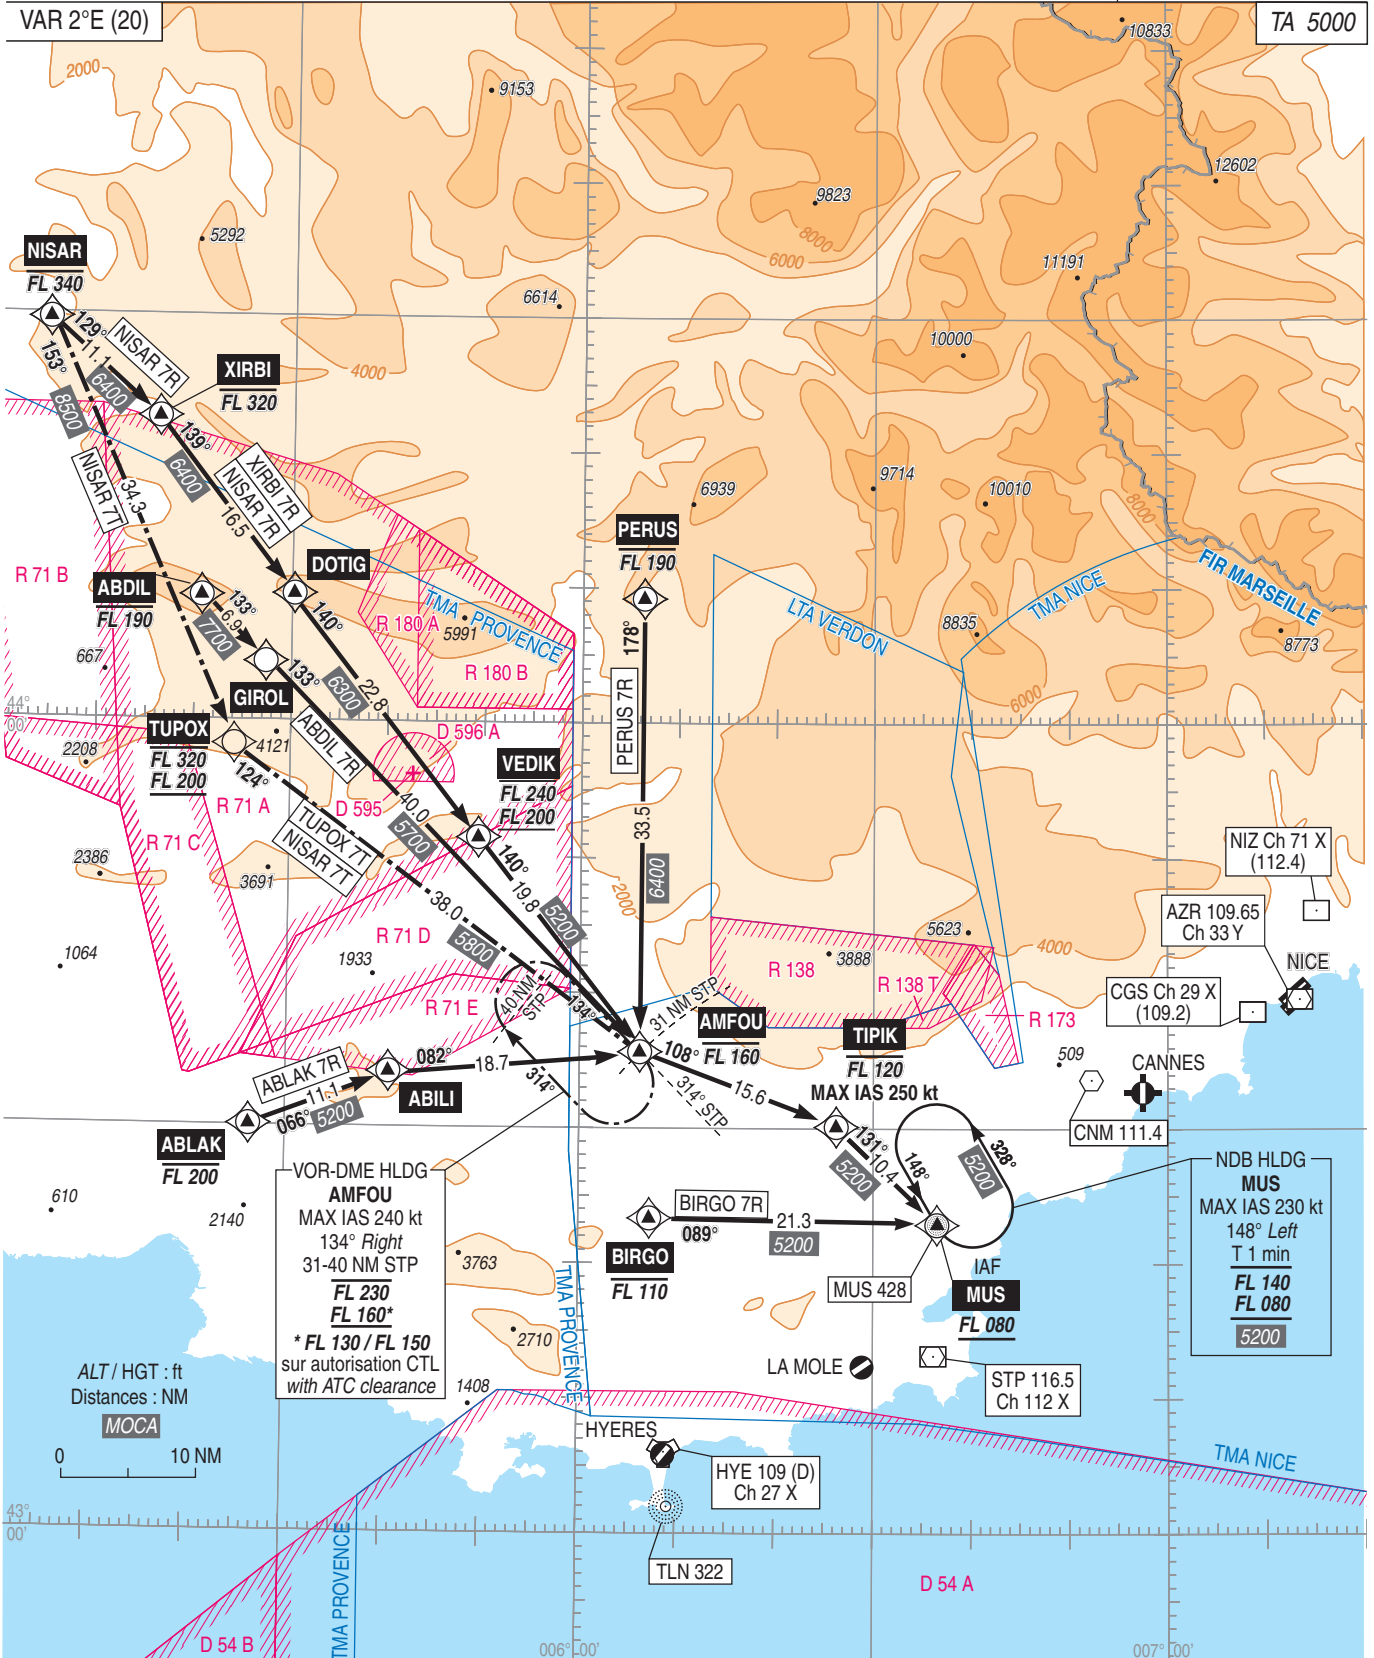 VAR 2°E (20)
TA 5000
10833
2000
9153
12602
9823
8000
6000
5292
11191
NISAR
FL 340
6614
129°
11.1
NISAR 7R
6400
153°
10000
XIRBI
FL 320
4000
8500
139°
6400
XIRBI 7R
NISAR 7R
16.5
NISAR 7T
34.3
6939
9714
10010
8000
PERUS
FL 190
FIR MARSEILLE
R 71 B
ABDIL
FL 190
DOTIG
133°
6.9
7700
140°
TMA PROVENCE
R 180 A
5991
R 180 B
178°
PERUS 7R
LTA VERDON
TMA NICE
8835
8773
667
GIROL
133°
6300
22.8
6000
44°
00'
TUPOX
FL 320
FL 200
2208
4121
124°
ABDIL 7R
D 596 A
VEDIK
FL 240
FL 200
R 71 A
D 595
40.0
5700
33.5
R 71 C
TUPOX 7T
NISAR 7T
140°
19.8
NIZ Ch 71 X
(112.4)
2386
3691
38.0
5200
2000
6400
AZR 109.65
Ch 33 Y
R 71 D
5800
5623
4000
1064
1933
3888
R 138
NICE
R 71 E
40 NM
STP
134°
31 NM STP
R 138 T
CGS Ch 29 X
(109.2)
AMFOU
FL 160
TIPIK
FL 120
MAX IAS 250 kt
R 173
108°
509
ABLAK 7R
082°
18.7
CANNES
11.1
066°
5200
ABILI
314°
314° STP
15.6
CNM 111.4
ABLAK
FL 200
131°
10.4
5200
148°
328°
5200
VOR-DME HLDG
AMFOU
MAX IAS 240 kt
134° Right
31-40 NM STP
FL 230
FL 160*
* FL 130 / FL 150
sur autorisation CTL
with ATC clearance
NDB HLDG
MUS
MAX IAS 230 kt
148° Left
T 1 min
FL 140
FL 080
5200
610
2140
BIRGO 7R
21.3
089°
5200
BIRGO
FL 110
3763
IAF
MUS
FL 080
MUS 428
TMA PROVENCE
2710
LA MOLE
STP 116.5
Ch 112 X
ALT / HGT : ft
Distances : NM
MOCA
0
10 NM
1408
HYERES
HYE 109 (D)
Ch 27 X
TMA NICE
43°
00'
TMA PROVENCE
TLN 322
D 54 A
D 54 B
006° 00'
007° 00'